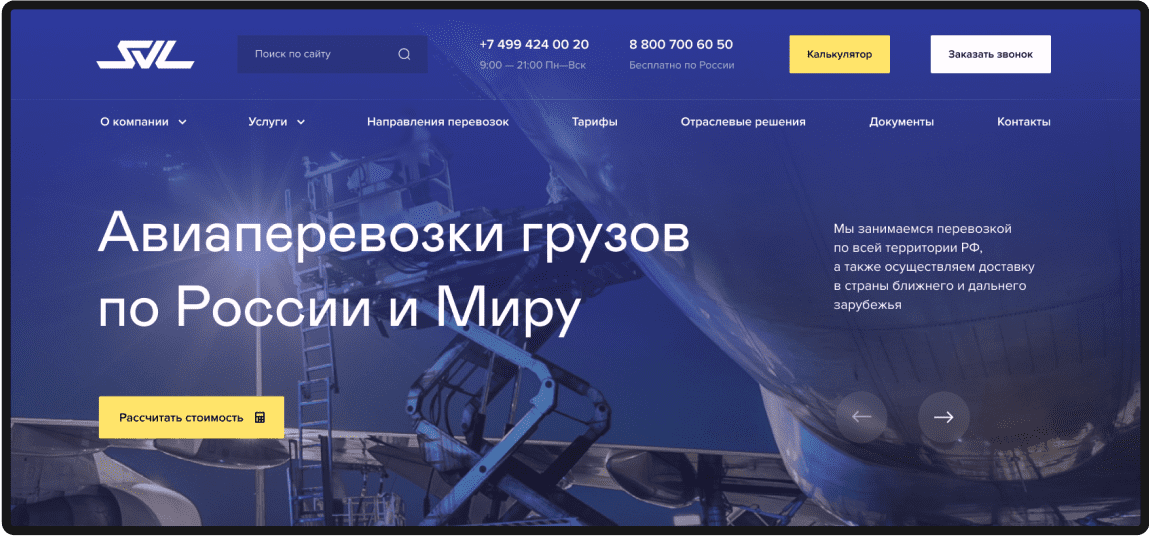 SVL
Поиск по сайту
+7 499 424 00 20
9:00 — 21:00 Пн—Вск
8 800 700 60 50
Бесплатно по России
Калькулятор
Заказать звонок
О компании
Услуги
Направления перевозок
Тарифы
Отраслевые решения
Документы
Контакты
Авиаперевозки грузов
по России и Миру
Мы занимаемся перевозкой
по всей территории РФ,
а также осуществляем доставку
в страны ближнего и дальнего
зарубежья
Рассчитать стоимость